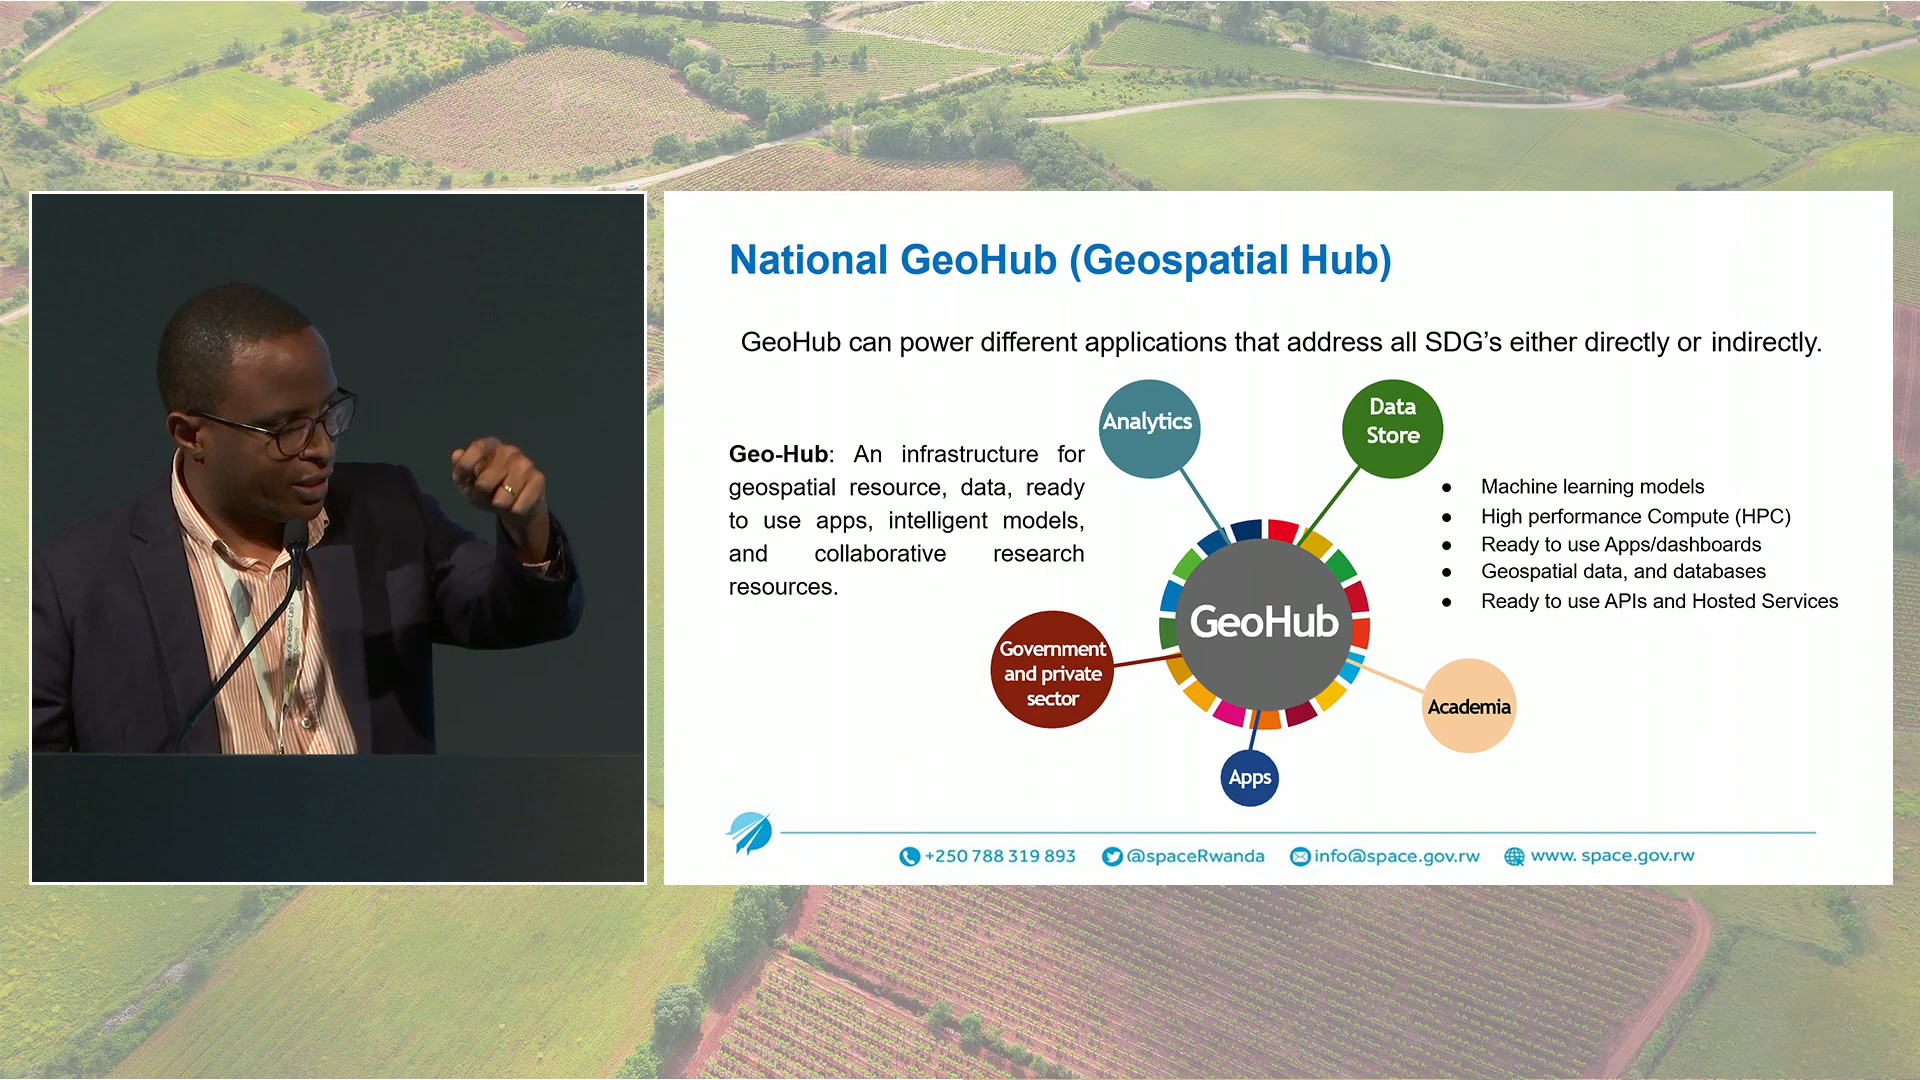 National GeoHub (Geospatial Hub)
GeoHub can power different applications that address all SDG's either directly or indirectly.
Geo-Hub: An infrastructure for
geospatial resource, data, ready
to use apps, intelligent models,
and collaborative research
resources.
Analytics
Data
Store
● Machine learning models
● High performance Compute (HPC)
● Ready to use Apps/dashboards
● Geospatial data, and databases
● Ready to use APIs and Hosted Services
GeoHub
Government
and private
sector
Academia
Apps
+250 788 319 893
@spaceRwanda
info@space.gov.rw
www. space.gov.rw